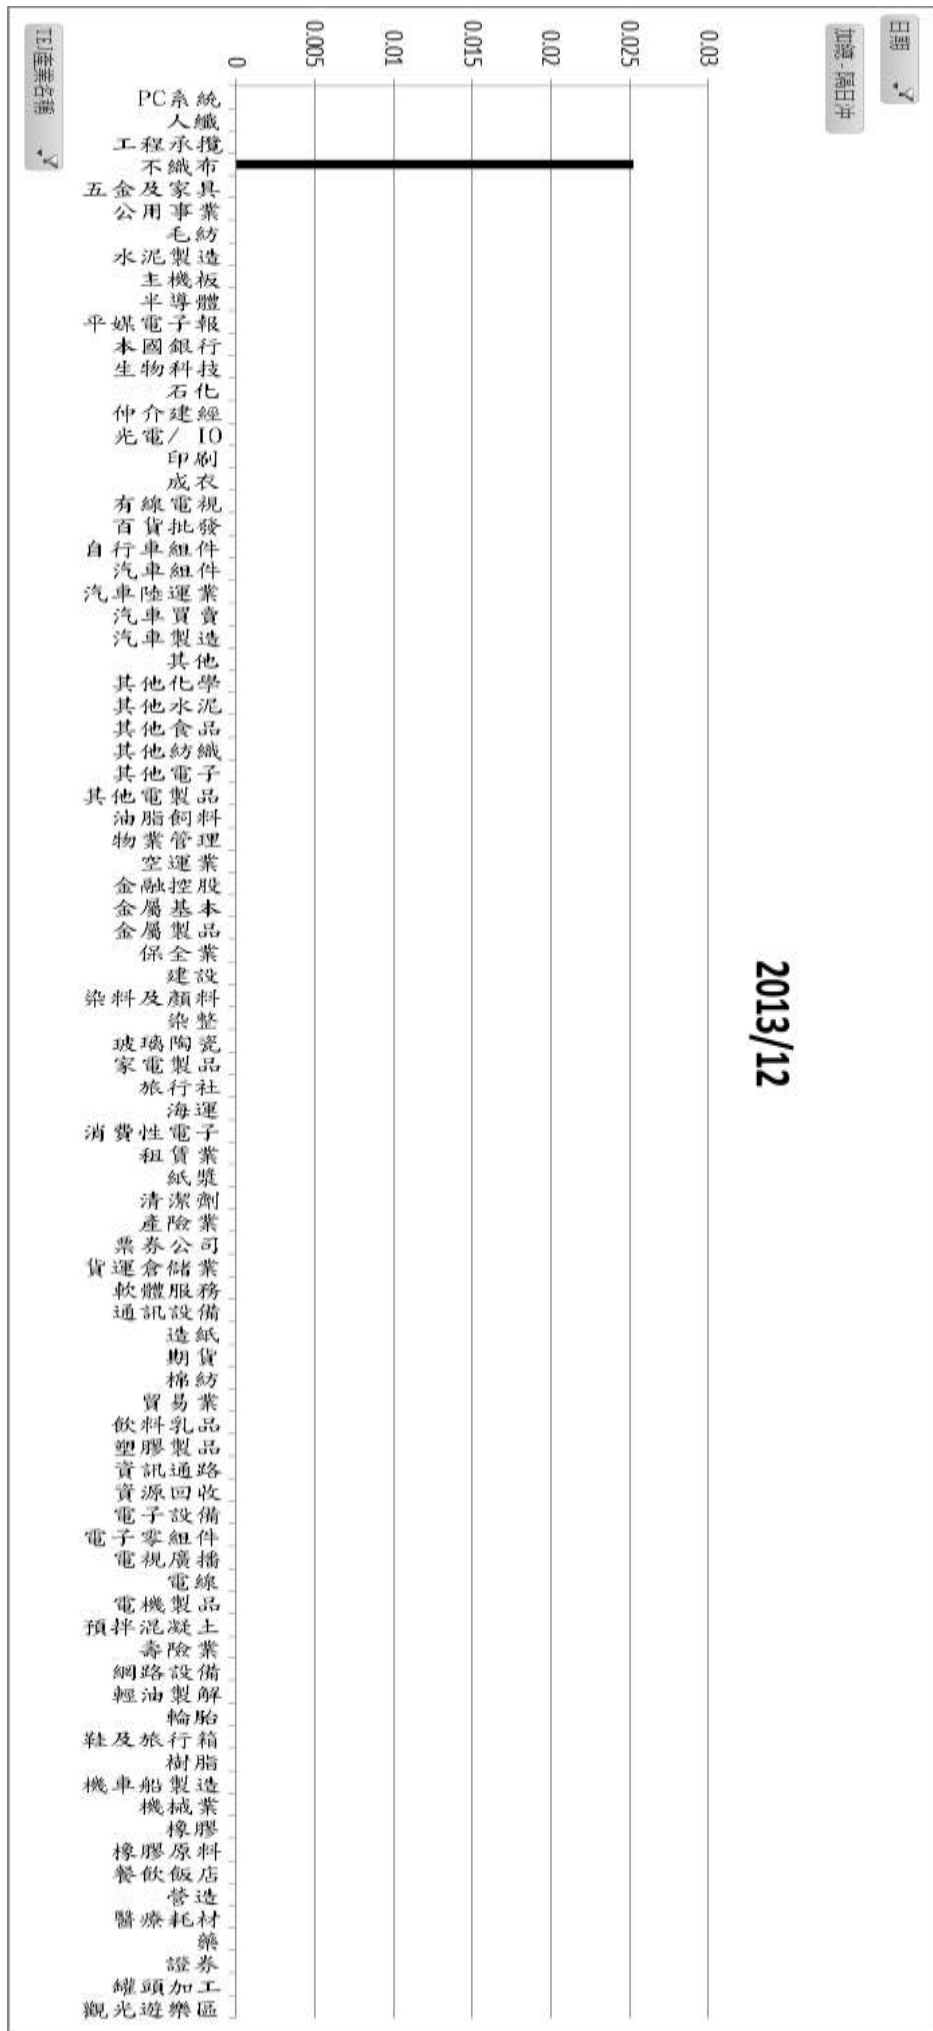 日期
加總 - 隔日沖
2013/12
0.03
0.025
0.02
0.015
0.01
0.005
0
PC系統
人纖
工程承攬
不織布
五金及家具
公用事業
毛紡
水泥製造
主機板
半導體
平媒電子報
本國銀行
生物科技
石化
仲介建經
光電/ IO
印刷
成衣
有線電視
百貨批發
自行車組件
汽車組件
汽車陸運業
汽車買賣
汽車製造
其他
其他化學
其他水泥
其他食品
其他紡織
其他電子
其他電製品
油脂飼料
物業管理
空運業
金融控股
金屬基本
金屬製品
保全業
建設
染料及顏料
染整
玻璃陶瓷
家電製品
旅行社
海運
消費性電子
租賃業
紙漿
清潔劑
產險業
票券公司
貨運倉儲業
軟體服務
通訊設備
造紙
期貨
棉紡
貿易業
飲料乳品
塑膠製品
資訊通路
資源回收
電子設備
電子零組件
電視廣播
電線
電機製品
預拌混凝土
壽險業
網路設備
輕油製解
輪胎
鞋及旅行箱
樹脂
機車船製造
機械業
橡膠
橡膠原料
餐飲飯店
營造
醫療耗材
藥
證券
罐頭加工
觀光遊樂區
TEJ產業名稱